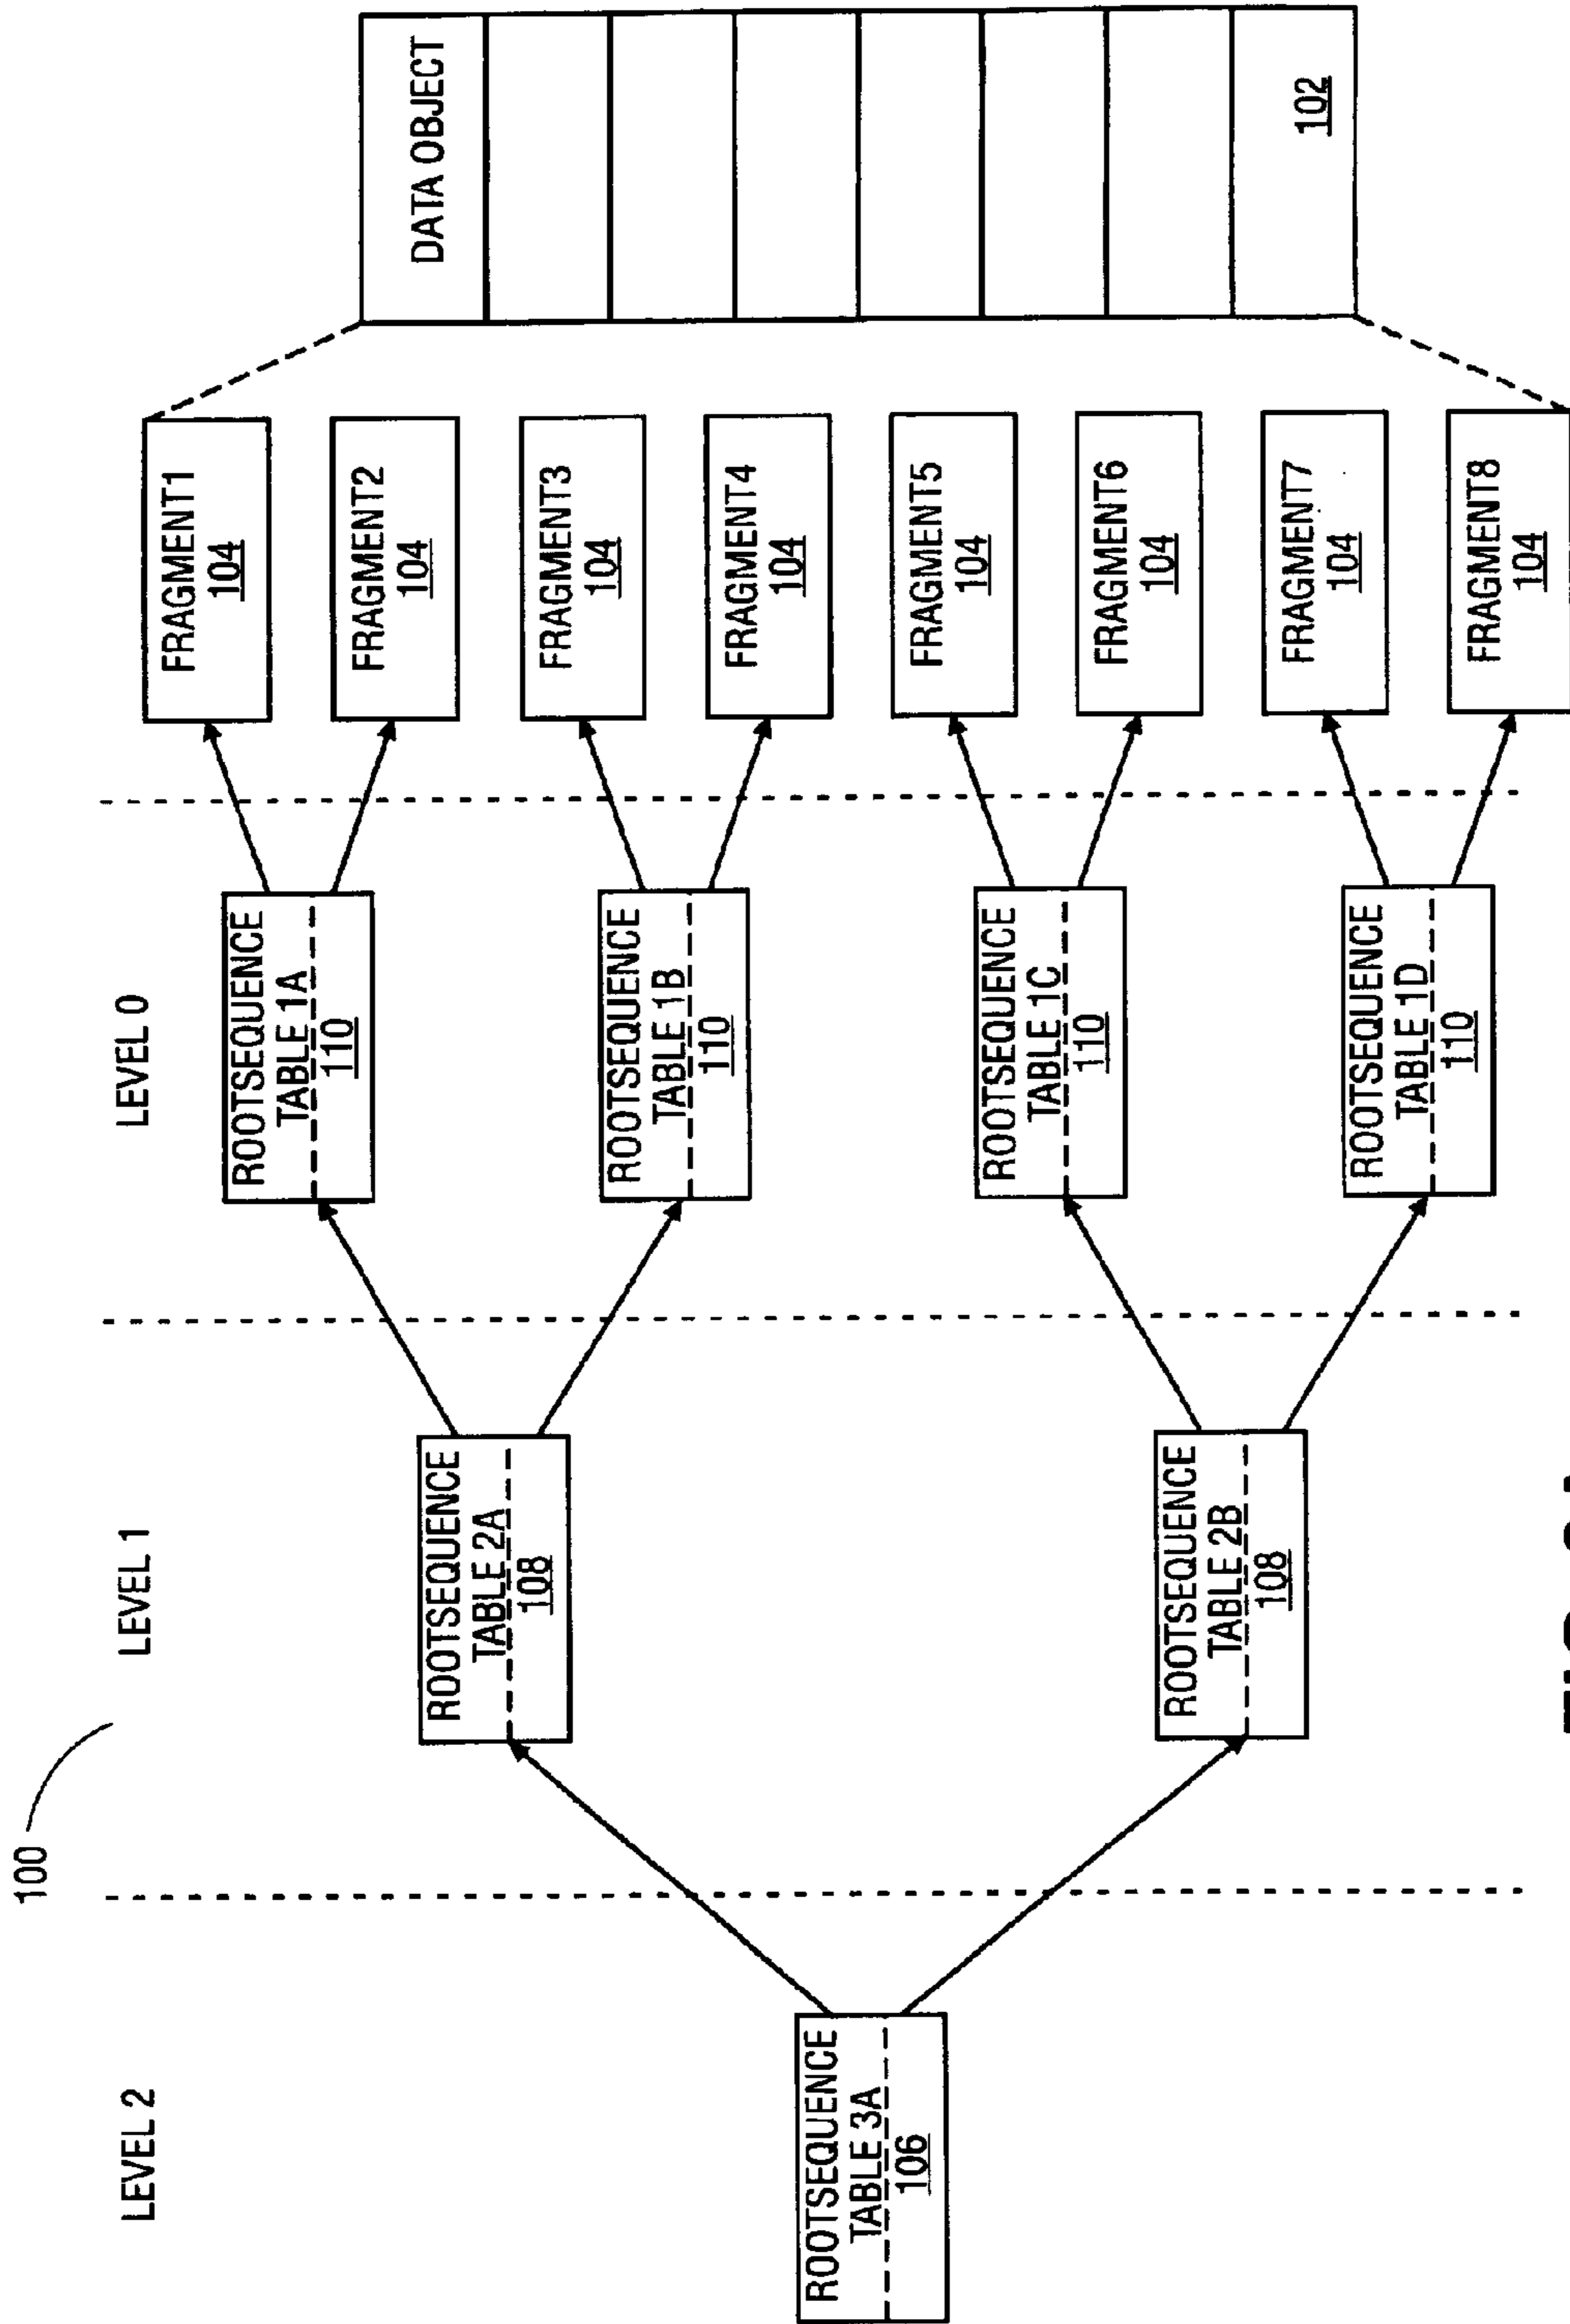 100
LEVEL 2
LEVEL 1
LEVEL 0
ROOTSEQUENCE
TABLE 3A
106
ROOTSEQUENCE
TABLE 2A
108
ROOTSEQUENCE
TABLE 2B
108
ROOTSEQUENCE
TABLE 1A
110
ROOTSEQUENCE
TABLE 1B
110
ROOTSEQUENCE
TABLE 1C
110
ROOTSEQUENCE
TABLE 1D
110
FRAGMENT1
104
FRAGMENT2
104
FRAGMENT3
104
FRAGMENT4
104
FRAGMENT5
104
FRAGMENT6
104
FRAGMENT7
104
FRAGMENT8
104
DATA OBJECT
102